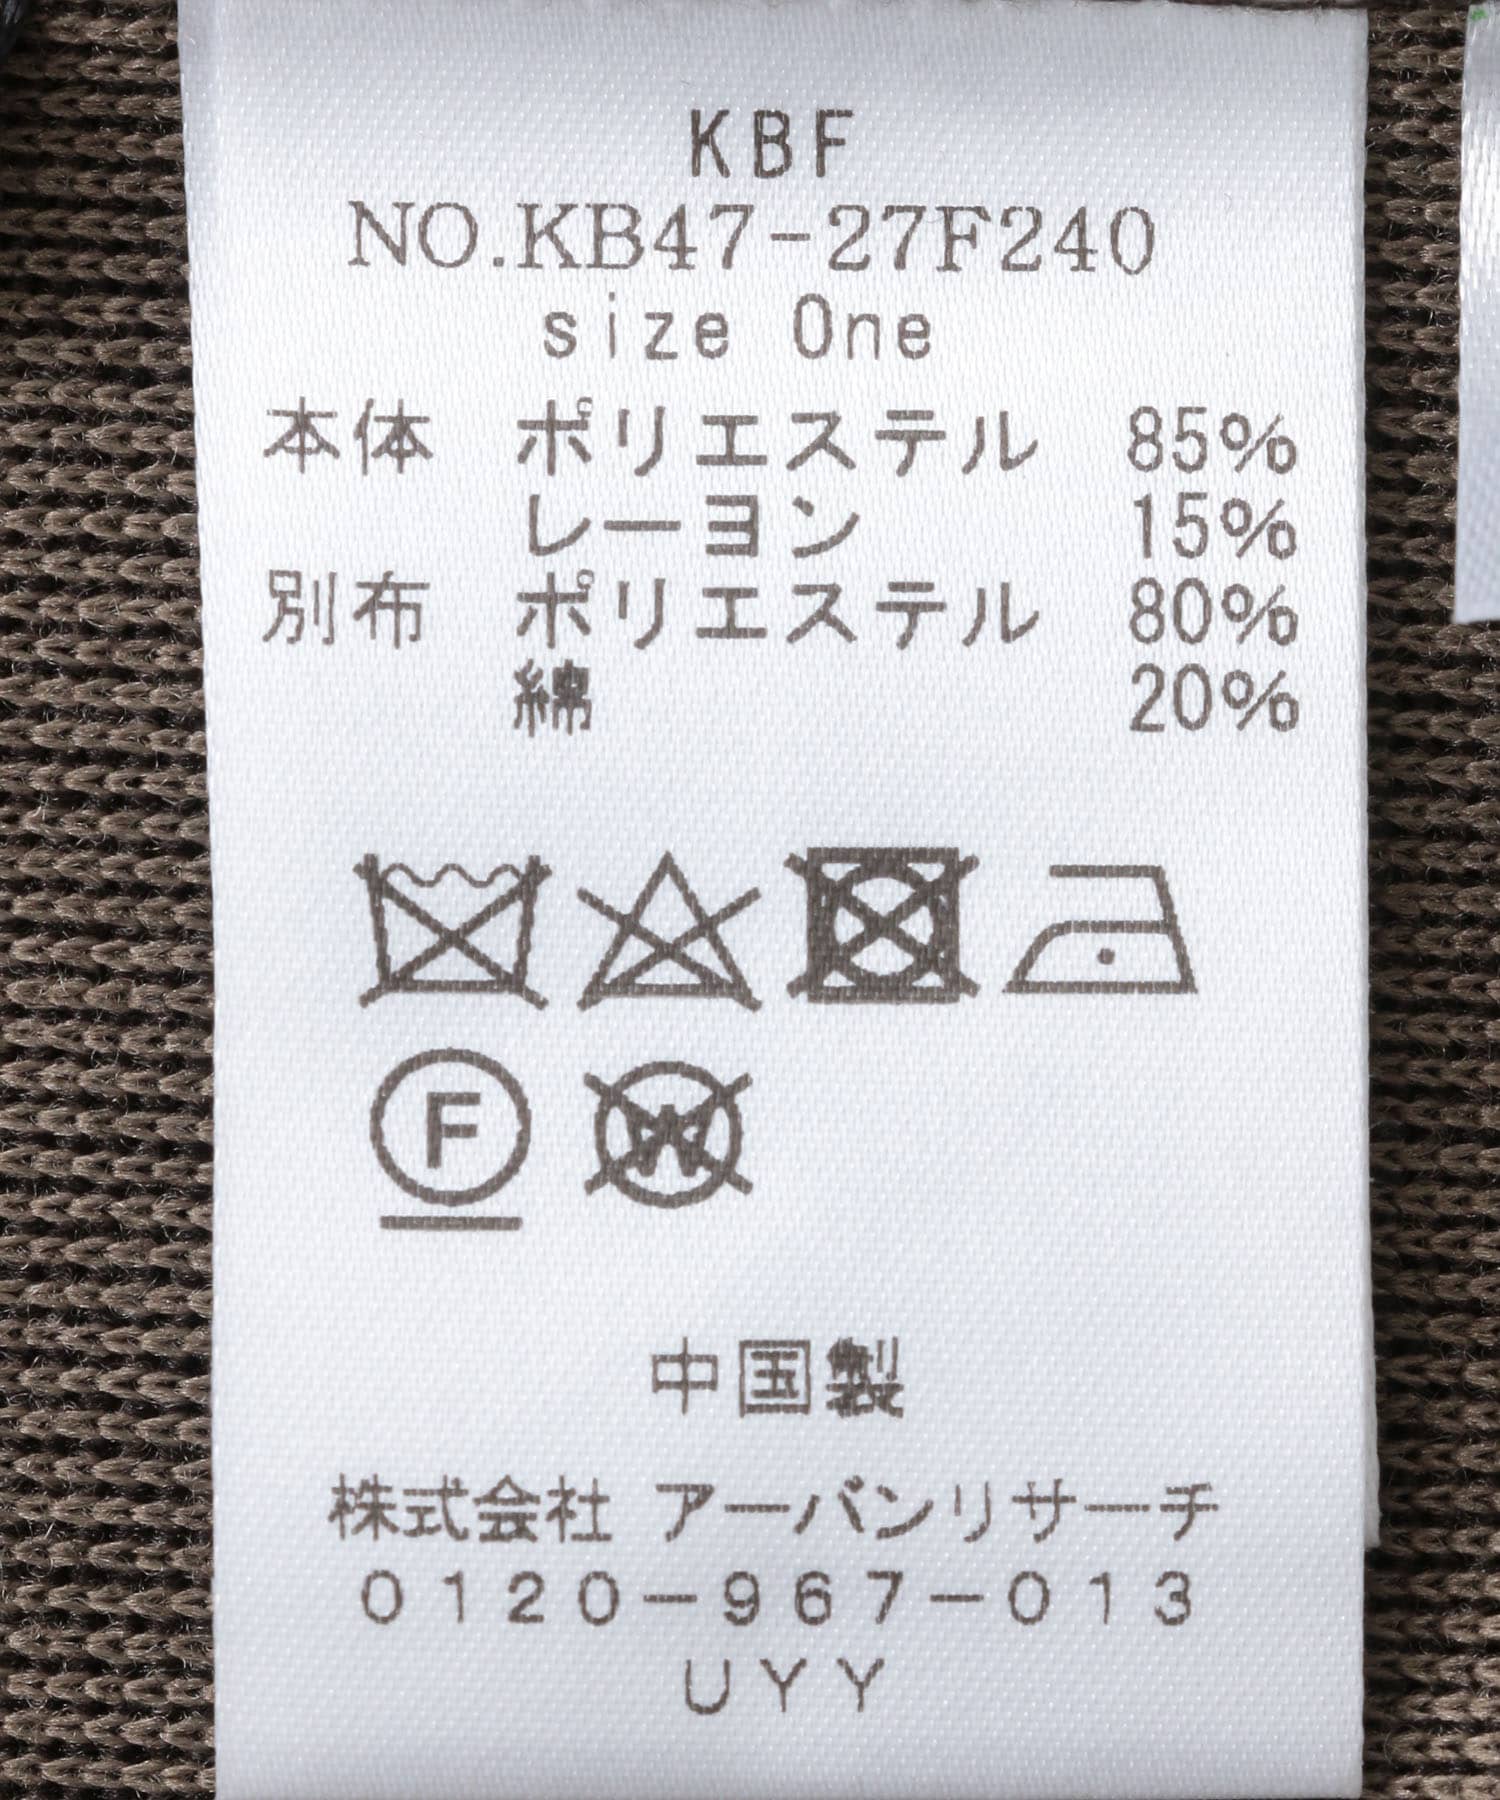 KBF
NO.KB47-27F240
size One
本体 ポリエステル 85%
レーヨン 15%
別布 ポリエステル 80%
綿 20%
F
W
中国製
株式会社 アーバンリサーチ
0120-967-013
UYY